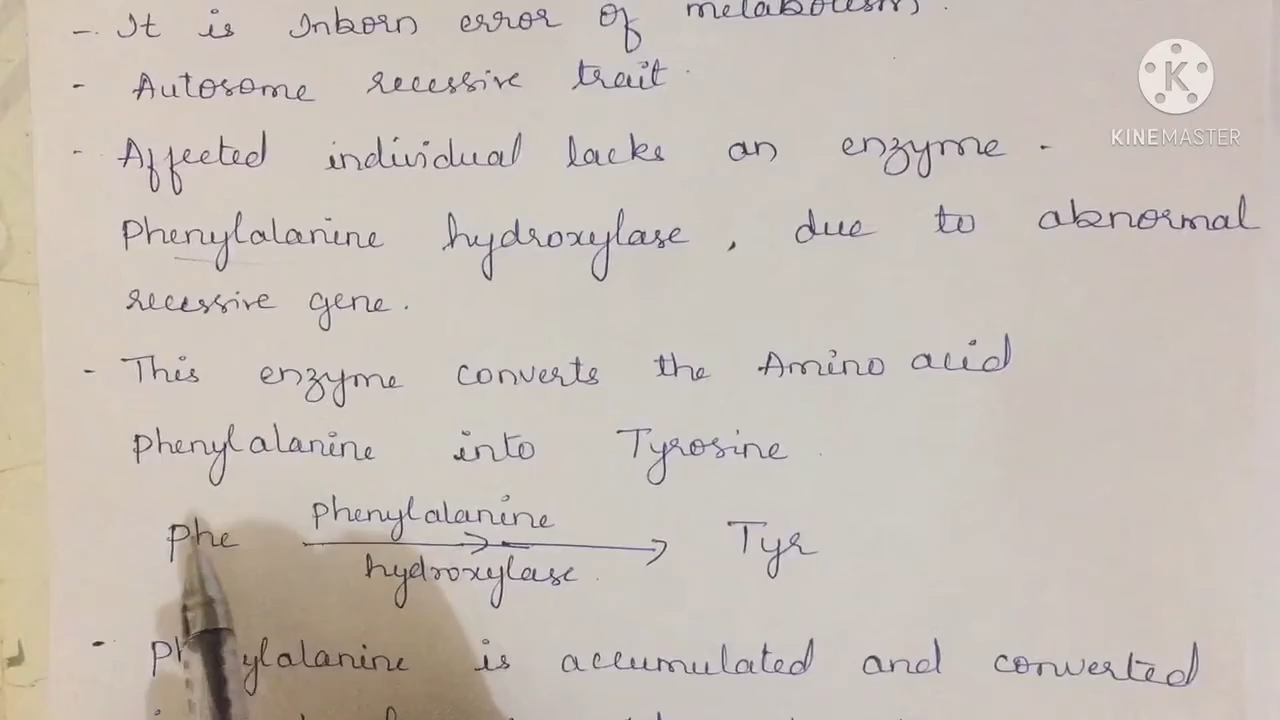 - It is Inborn error of metabolism.
- Autosome recessive trait.
- Affected individual lacks an enzyme.
Phenylalanine hydroxylase, due to abnormal
recessive gene.
- This enzyme converts the Amino acid
phenylalanine into Tyrosine.
Phe phenylalanine hydroxylase Tyr
- is accumulated and converted
K
KINEMASTER